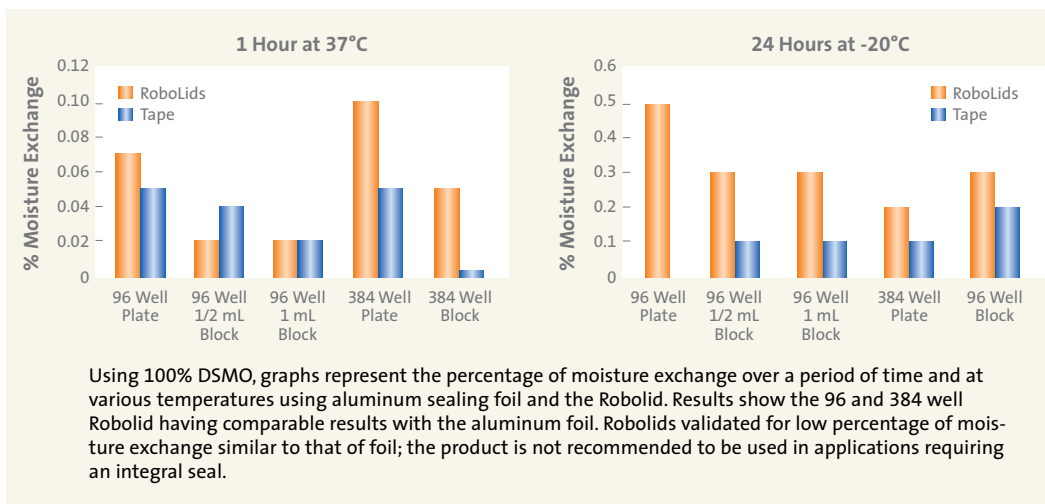 1 Hour at 37°C
% Moisture Exchange
0.12
0.10
0.08
0.06
0.04
0.02
0
RoboLids
Tape
96 Well
Plate
96 Well
1/2 mL
Block
96 Well
1 mL
Block
384 Well
Plate
384 Well
Block
24 Hours at -20°C
% Moisture Exchange
0.6
0.5
0.4
0.3
0.2
0.1
0
RoboLids
Tape
96 Well
Plate
96 Well
1/2 mL
Block
96 Well
1 mL
Block
384 Well
Plate
96 Well
Block
Using 100% DSMO, graphs represent the percentage of moisture exchange over a period of time and at
various temperatures using aluminum sealing foil and the Robolid. Results show the 96 and 384 well
Robolid having comparable results with the aluminum foil. Robolids validated for low percentage of mois-
ture exchange similar to that of foil; the product is not recommended to be used in applications requiring
an integral seal.